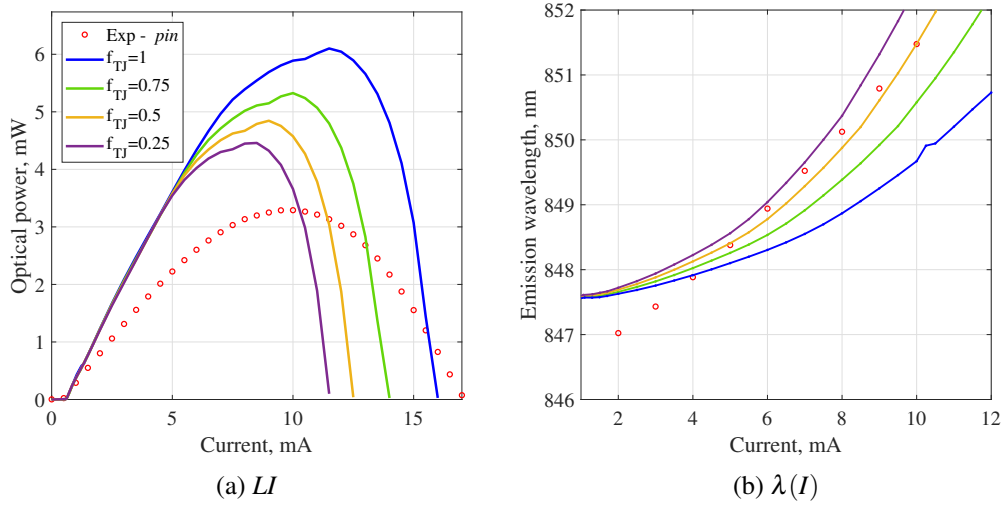 Exp - pin
f_TJ=1
f_TJ=0.75
f_TJ=0.5
f_TJ=0.25
Optical power, mW
0
1
2
3
4
5
6
0 5 10 15
Current, mA
(a) LI
Emission wavelength, nm
852
851
850
849
848
847
846
2 4 6 8 10 12
Current, mA
(b) λ(I)